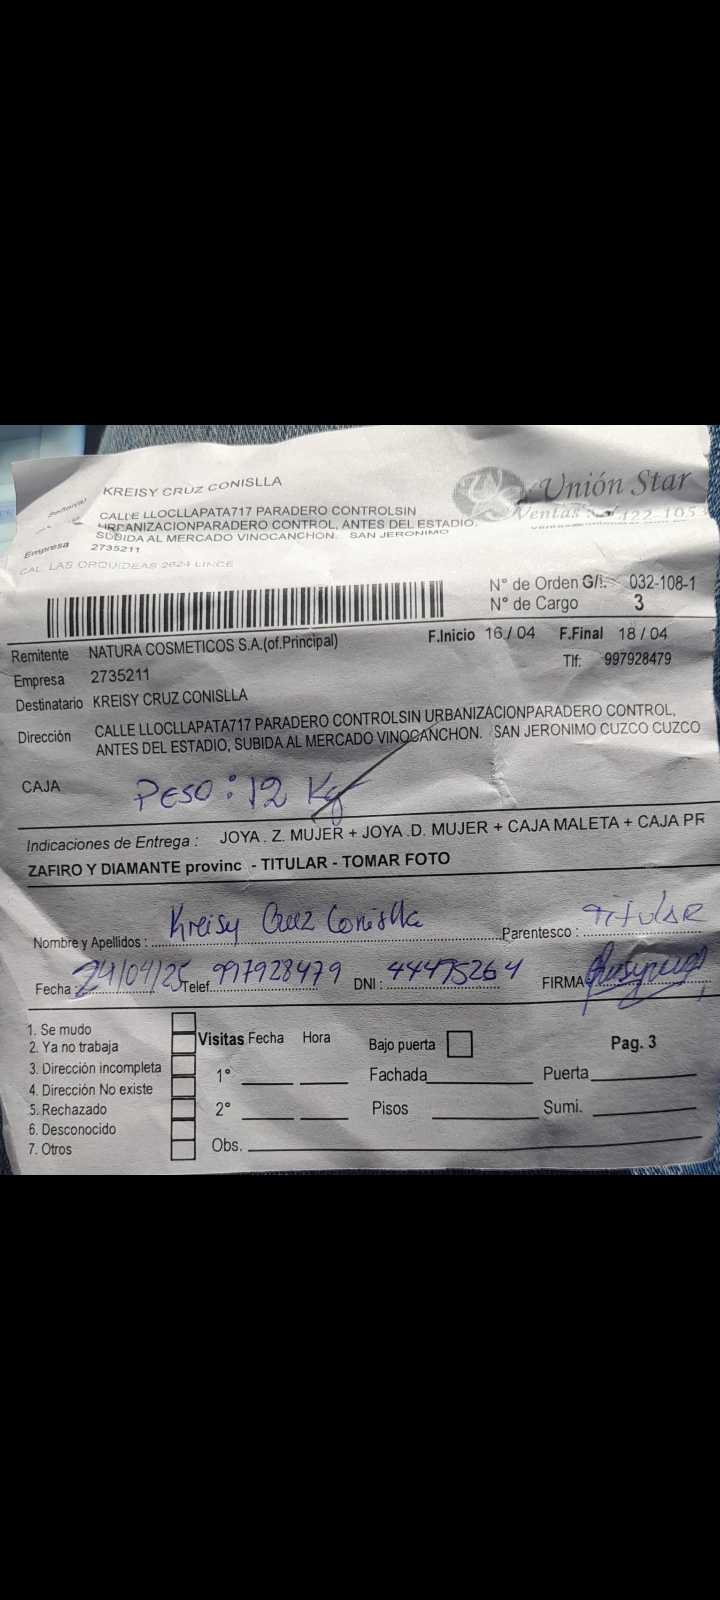 Señor(a) KREISY CRUZ CONISLLA
Unión Star
CALLE LLOCLLAPATA717 PARADERO CONTROLSIN
URBANIZACIONPARADERO CONTROL, ANTES DEL ESTADIO,
SUBIDA AL MERCADO VINOCANCHON. SAN JERONIMO
Ventas 422-105
Empresa 2735211
CAL. LAS ORQUIDEAS 2624 LINCE
N° de Orden G/I. 032-108-1
N° de Cargo 3
Remitente NATURA COSMETICOS S.A.(of.Principal) F.Inicio 16 / 04 F.Final 18 / 04
Empresa 2735211 Tlf: 997928479
Destinatario KREISY CRUZ CONISLLA
Dirección CALLE LLOCLLAPATA717 PARADERO CONTROLSIN URBANIZACIONPARADERO CONTROL,
ANTES DEL ESTADIO, SUBIDA AL MERCADO VINOCANCHON. SAN JERONIMO CUZCO CUZCO
CAJA PESO : 12 Kg
Indicaciones de Entrega : JOYA . Z. MUJER + JOYA .D. MUJER + CAJA MALETA + CAJA PR
ZAFIRO Y DIAMANTE provinc - TITULAR - TOMAR FOTO
Nombre y Apellidos : Kreisy Cruz Conislla Parentesco : TITULAR
Fecha : 24/04/25 Telef. 997928479 DNI : 44475264 FIRMA
1. Se mudo
2. Ya no trabaja
3. Dirección incompleta
4. Dirección No existe
5. Rechazado
6. Desconocido
7. Otros
Visitas Fecha Hora Bajo puerta Pag. 3
1° Fachada Puerta
2° Pisos Sumi.
Obs.